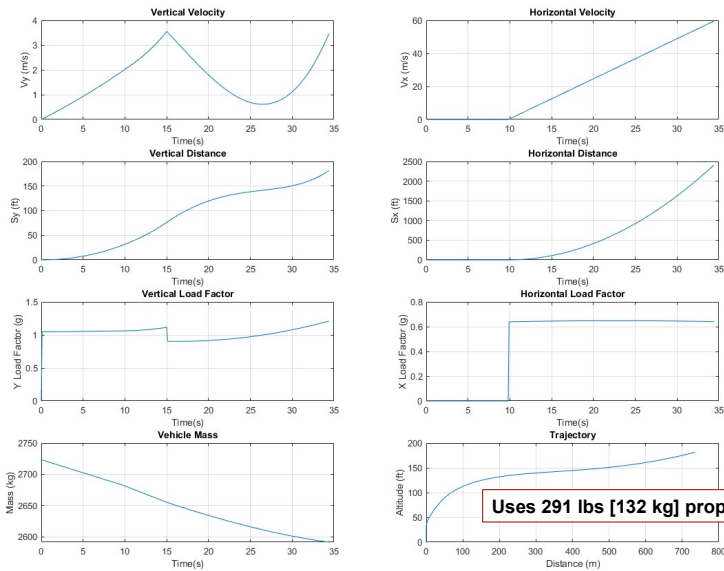 Vertical Velocity
4
3
2
1
0
Vy (m/s)
0 5 10 15 20 25 30 35
Time(s)
Horizontal Velocity
60
40
20
0
Vx (m/s)
0 5 10 15 20 25 30 35
Time(s)
Vertical Distance
200
150
100
50
0
Sy (ft)
0 5 10 15 20 25 30 35
Time(s)
Horizontal Distance
2500
2000
1500
1000
500
0
Sx (ft)
0 5 10 15 20 25 30 35
Time(s)
Vertical Load Factor
1.5
1
0.5
0
Y Load Factor (g)
0 5 10 15 20 25 30 35
Time(s)
Horizontal Load Factor
0.8
0.6
0.4
0.2
0
X Load Factor (g)
0 5 10 15 20 25 30 35
Time(s)
Vehicle Mass
2750
2700
2650
2600
Mass (kg)
0 5 10 15 20 25 30 35
Time(s)
Trajectory
200
150
100
50
0
Altitude (ft)
Uses 291 lbs [132 kg] prop
0 100 200 300 400 500 600 700 800
Distance (m)